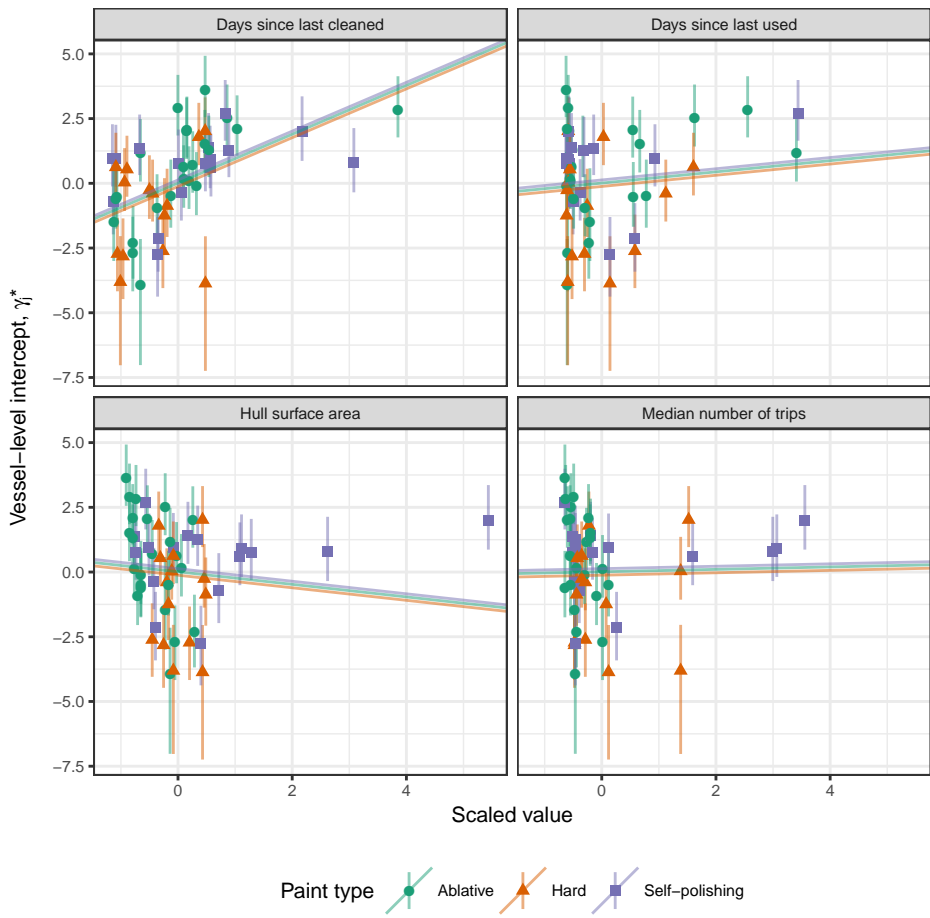 Days since last cleaned
Days since last used
5.0
2.5
0.0
−2.5
−5.0
−7.5
Hull surface area
Median number of trips
5.0
2.5
0.0
−2.5
−5.0
−7.5
0
2
4
0
2
4
Vessel−level intercept, γj*
Scaled value
Paint type
Ablative
Hard
Self−polishing